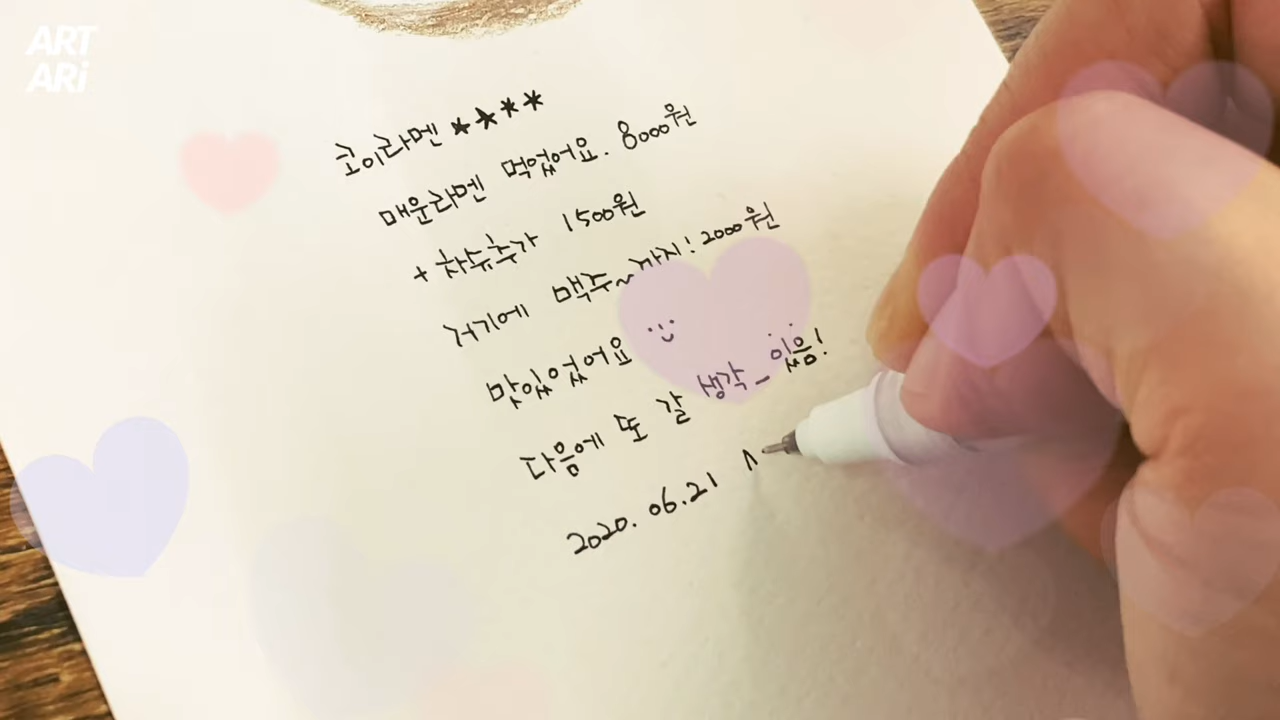 ART
ARi
코이라멘 ★★★★
매운라멘 먹었어요. 8000원
+ 차슈추가 1500원
거기에 맥주~까지! 2000원
맛있었어요
다음에 또 갈 생각_있음!
2020. 06.21